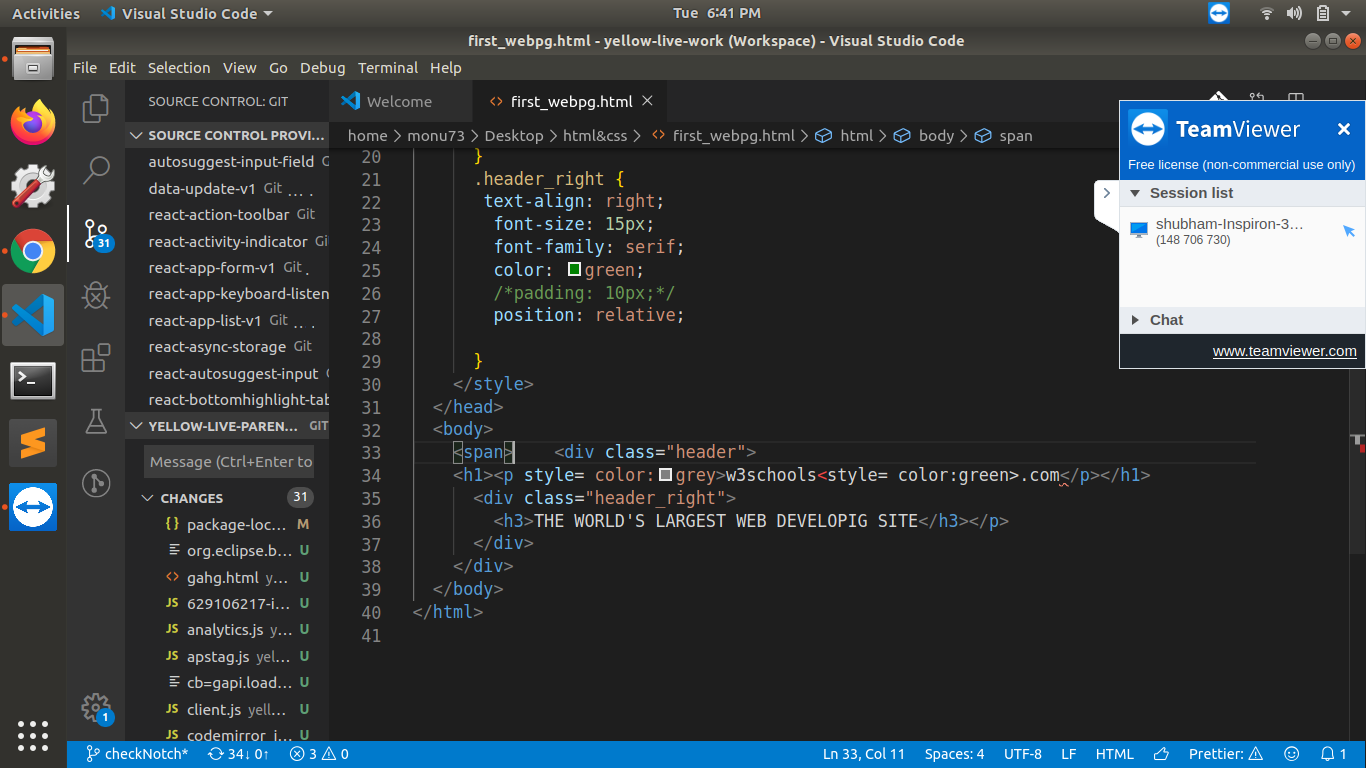 Activities Visual Studio Code Tue 6:41 PM
first_webpg.html - yellow-live-work (Workspace) - Visual Studio Code
File Edit Selection View Go Debug Terminal Help
SOURCE CONTROL: GIT
SOURCE CONTROL PROVI...
autosuggest-input-field G
data-update-v1 Git ... .
react-action-toolbar Git
react-activity-indicator Gi
react-app-form-v1 Git .
react-app-keyboard-listen
react-app-list-v1 Git .. .
react-async-storage Git
react-autosuggest-input
react-bottomhighlight-tab
YELLOW-LIVE-PAREN... GIT
Message (Ctrl+Enter to
CHANGES 31
{} package-loc... M
org.eclipse.b... U
<> gahg.html y... U
JS 629106217-i... U
JS analytics.js y... U
JS apstag.js yel... U
cb=gapi.load... U
JS client.js yell... U
JS codemirror_i...
31
1
Welcome <> first_webpg.html
home > monu73 > Desktop > html&css > <> first_webpg.html > html > body > span
20 }
21 .header_right {
22 text-align: right;
23 font-size: 15px;
24 font-family: serif;
25 color: green;
26 /*padding: 10px;*/
27 position: relative;
28
29 }
30 </style>
31 </head>
32 <body>
33 <span> <div class="header">
34 <h1><p style= color:grey>w3schools<style= color:green>.com</p></h1>
35 <div class="header_right">
36 <h3>THE WORLD'S LARGEST WEB DEVELOPIG SITE</h3></p>
37 </div>
38 </div>
39 </body>
40 </html>
41
TeamViewer
Free license (non-commercial use only)
Session list
shubham-Inspiron-3...
(148 706 730)
Chat
www.teamviewer.com
checkNotch* 34↓ 0↑ 3 0 Ln 33, Col 11 Spaces: 4 UTF-8 LF HTML Prettier: 1